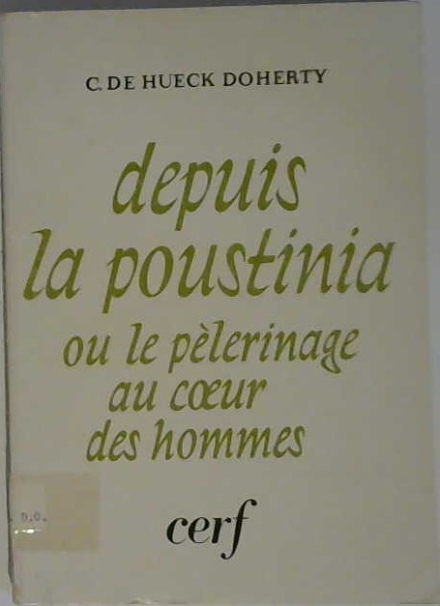 C. DE HUECK DOHERTY
depuis
la poustinia
ou le pèlerinage
au cœur
des hommes
D.O.
cerf